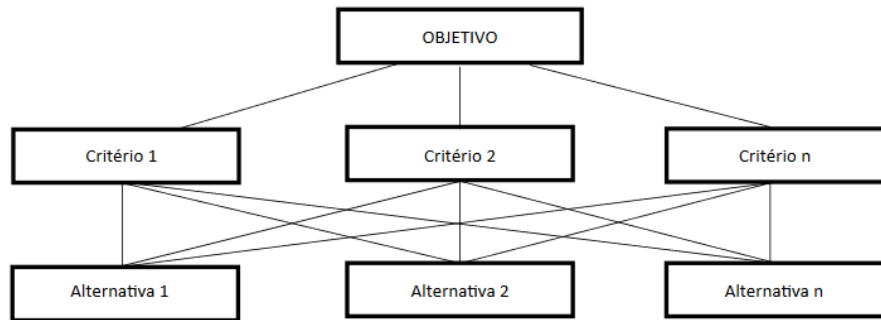 OBJETIVO
Critério 1
Critério 2
Critério n
Alternativa 1
Alternativa 2
Alternativa n